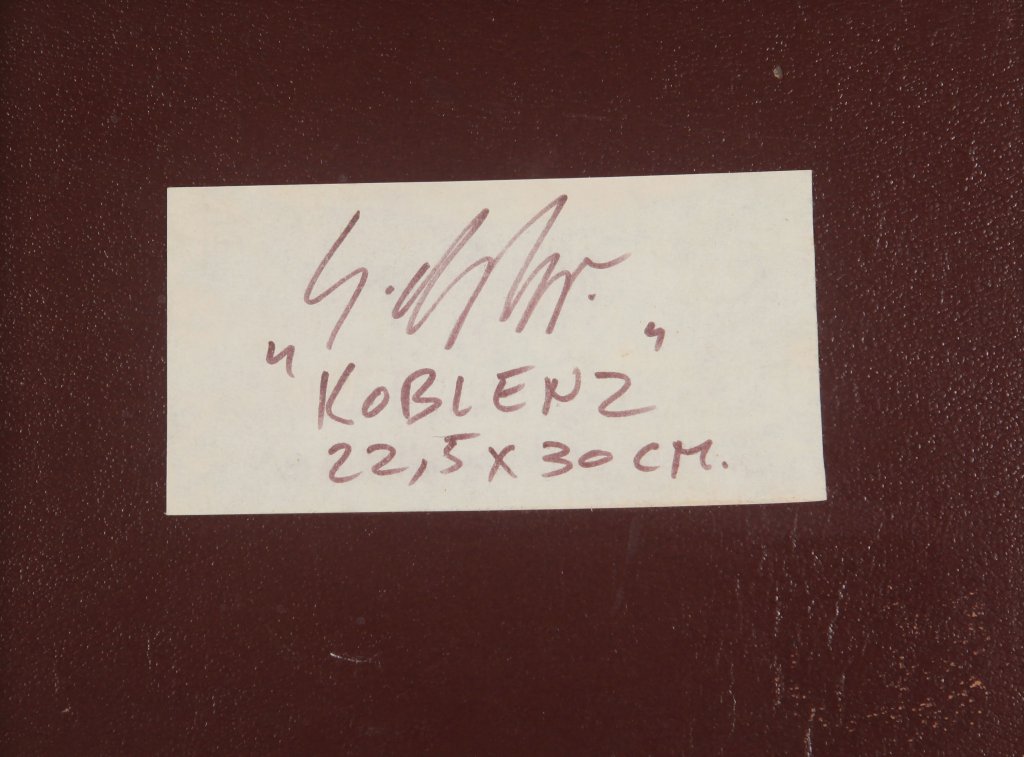 "KOBLENZ"
22,5 X 30 CM.